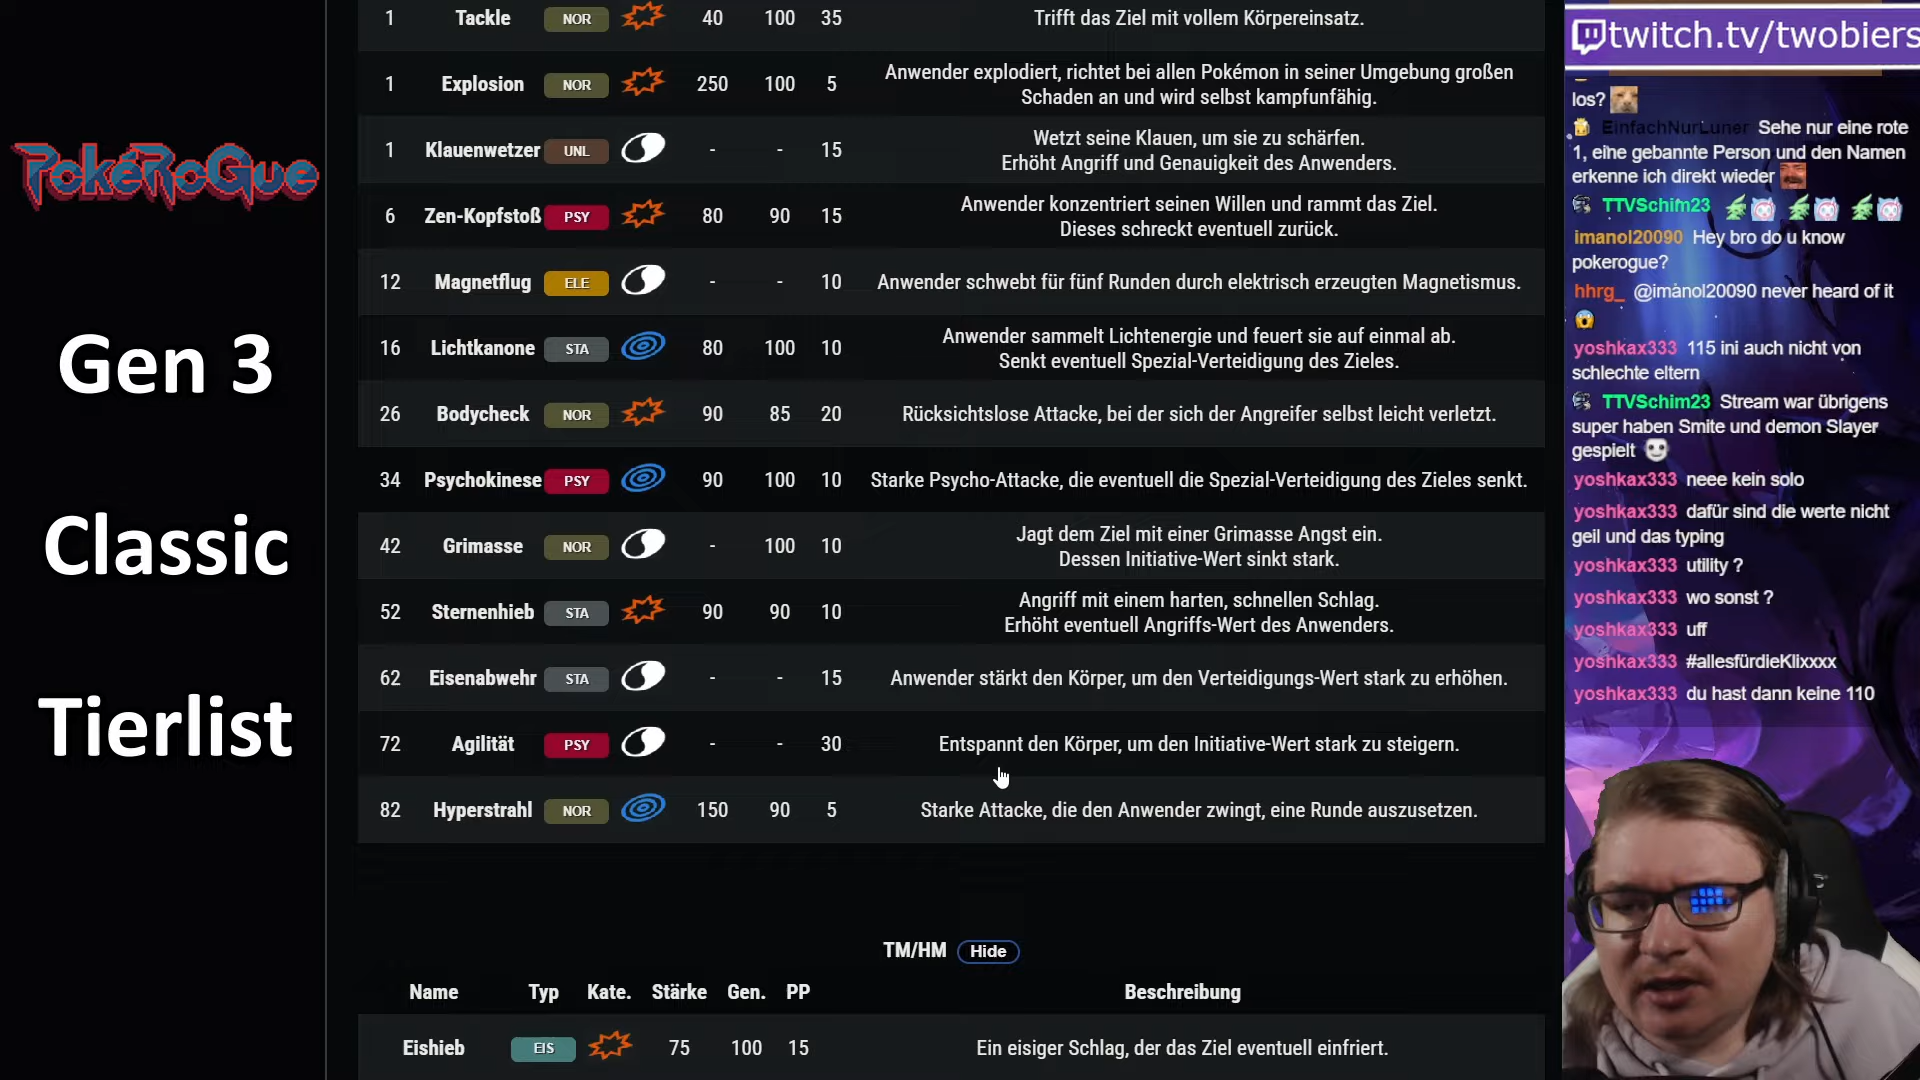 PokéRoGue
Gen 3
Classic
Tierlist
1 Tackle NOR 40 100 35 Trifft das Ziel mit vollem Körpereinsatz.
1 Explosion NOR 250 100 5 Anwender explodiert, richtet bei allen Pokémon in seiner Umgebung großen
Schaden an und wird selbst kampfunfähig.
1 Klauenwetzer UNL - - 15 Wetzt seine Klauen, um sie zu schärfen.
Erhöht Angriff und Genauigkeit des Anwenders.
6 Zen-Kopfstoß PSY 80 90 15 Anwender konzentriert seinen Willen und rammt das Ziel.
Dieses schreckt eventuell zurück.
12 Magnetflug ELE - - 10 Anwender schwebt für fünf Runden durch elektrisch erzeugten Magnetismus.
16 Lichtkanone STA 80 100 10 Anwender sammelt Lichtenergie und feuert sie auf einmal ab.
Senkt eventuell Spezial-Verteidigung des Zieles.
26 Bodycheck NOR 90 85 20 Rücksichtslose Attacke, bei der sich der Angreifer selbst leicht verletzt.
34 Psychokinese PSY 90 100 10 Starke Psycho-Attacke, die eventuell die Spezial-Verteidigung des Zieles senkt.
42 Grimasse NOR - 100 10 Jagt dem Ziel mit einer Grimasse Angst ein.
Dessen Initiative-Wert sinkt stark.
52 Sternenhieb STA 90 90 10 Angriff mit einem harten, schnellen Schlag.
Erhöht eventuell Angriffs-Wert des Anwenders.
62 Eisenabwehr STA - - 15 Anwender stärkt den Körper, um den Verteidigungs-Wert stark zu erhöhen.
72 Agilität PSY - - 30 Entspannt den Körper, um den Initiative-Wert stark zu steigern.
82 Hyperstrahl NOR 150 90 5 Starke Attacke, die den Anwender zwingt, eine Runde auszusetzen.
TM/HM Hide
Name Typ Kate. Stärke Gen. PP Beschreibung
Eishieb EIS 75 100 15 Ein eisiger Schlag, der das Ziel eventuell einfriert.
twitch.tv/twobiers
los?
EinfachNurLuner Sehe nur eine rote
1, eine gebannte Person und den Namen
erkenne ich direkt wieder
TTVSchim23
imanol20090 Hey bro do u know
pokerogue?
hhrg_ @imanol20090 never heard of it
yoshkax333 115 ini auch nicht von
schlechte eltern
TTVSchim23 Stream war übrigens
super haben Smite und demon Slayer
gespielt
yoshkax333 neee kein solo
yoshkax333 dafür sind die werte nicht
geil und das typing
yoshkax333 utility ?
yoshkax333 wo sonst ?
yoshkax333 uff
yoshkax333 #allesfürdieKlixxxx
yoshkax333 du hast dann keine 110